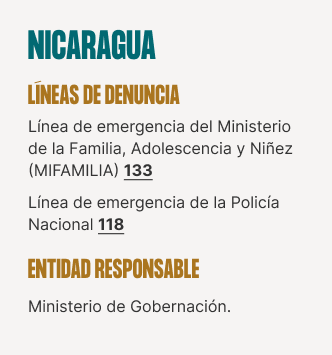 NICARAGUA
LÍNEAS DE DENUNCIA
Línea de emergencia del Ministerio
de la Familia, Adolescencia y Niñez
(MIFAMILIA) 133
Línea de emergencia de la Policía
Nacional 118
ENTIDAD RESPONSABLE
Ministerio de Gobernación.